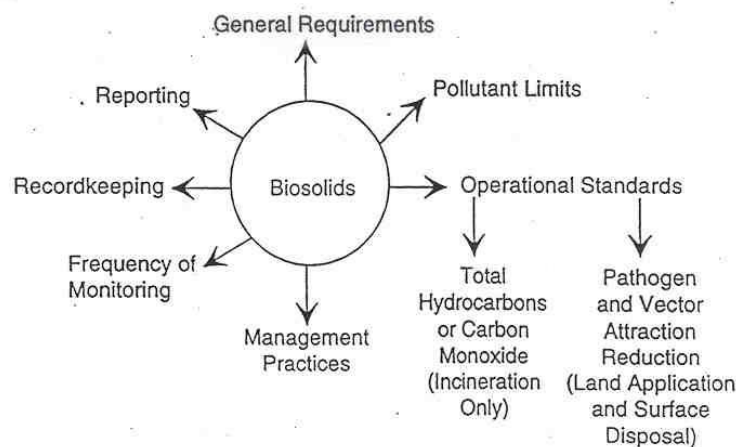 General Requirements
Reporting
Pollutant Limits
Recordkeeping
Biosolids
Operational Standards
Frequency of
Monitoring
Management
Practices
Total
Hydrocarbons
or Carbon
Monoxide
(Incineration
Only)
Pathogen
and Vector
Attraction
Reduction
(Land Application
and Surface
Disposal)